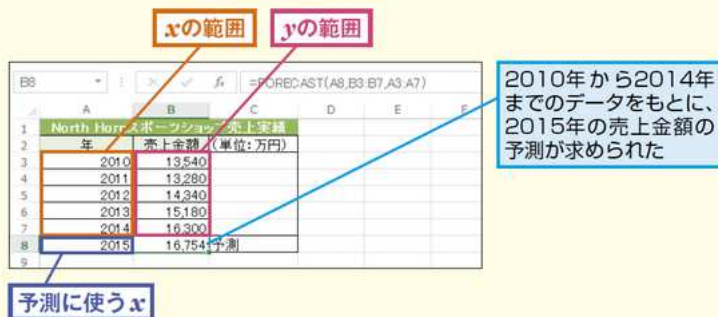 xの範囲
yの範囲
B8
fx
=FORECAST(A8,B3:B7,A3:A7)
A B C D E F
1 North Hornスポーツショップ売上実績
2 年 売上金額 (単位:万円)
3 2010 13,540
4 2011 13,280
5 2012 14,340
6 2013 15,180
7 2014 16,300
8 2015 16,754 予測
9
2010年から2014年
までのデータをもとに、
2015年の売上金額の
予測が求められた
予測に使うx